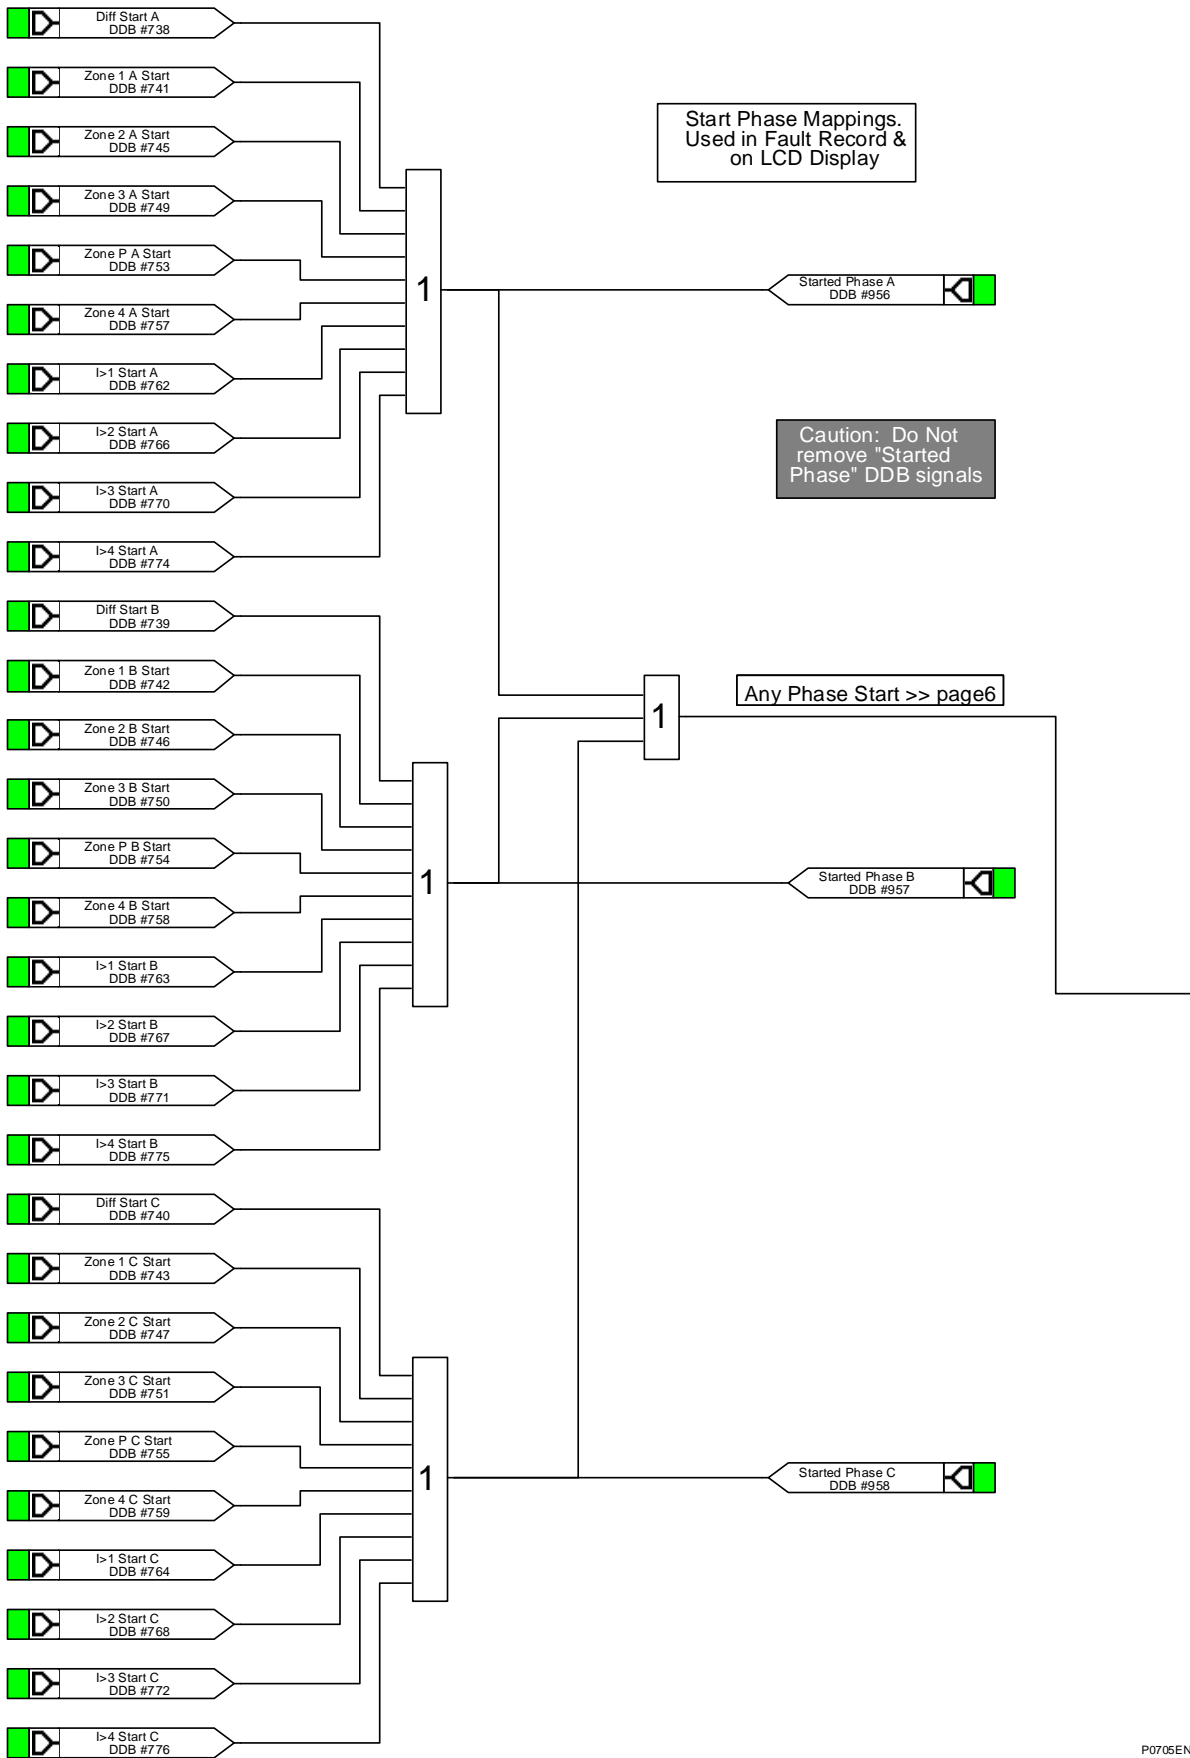 Diff Start A
DDB #738
Zone 1 A Start
DDB #741
Zone 2 A Start
DDB #745
Zone 3 A Start
DDB #749
Zone P A Start
DDB #753
Zone 4 A Start
DDB #757
I>1 Start A
DDB #762
I>2 Start A
DDB #766
I>3 Start A
DDB #770
I>4 Start A
DDB #774
1
Start Phase Mappings.
Used in Fault Record &
on LCD Display
Started Phase A
DDB #956
Caution: Do Not
remove "Started
Phase" DDB signals
Diff Start B
DDB #739
Zone 1 B Start
DDB #742
Zone 2 B Start
DDB #746
Zone 3 B Start
DDB #750
Zone P B Start
DDB #754
Zone 4 B Start
DDB #758
I>1 Start B
DDB #763
I>2 Start B
DDB #767
I>3 Start B
DDB #771
I>4 Start B
DDB #775
1
1
Any Phase Start >> page6
Started Phase B
DDB #957
Diff Start C
DDB #740
Zone 1 C Start
DDB #743
Zone 2 C Start
DDB #747
Zone 3 C Start
DDB #751
Zone P C Start
DDB #755
Zone 4 C Start
DDB #759
I>1 Start C
DDB #764
I>2 Start C
DDB #768
I>3 Start C
DDB #772
I>4 Start C
DDB #776
1
Started Phase C
DDB #958
P0705EN